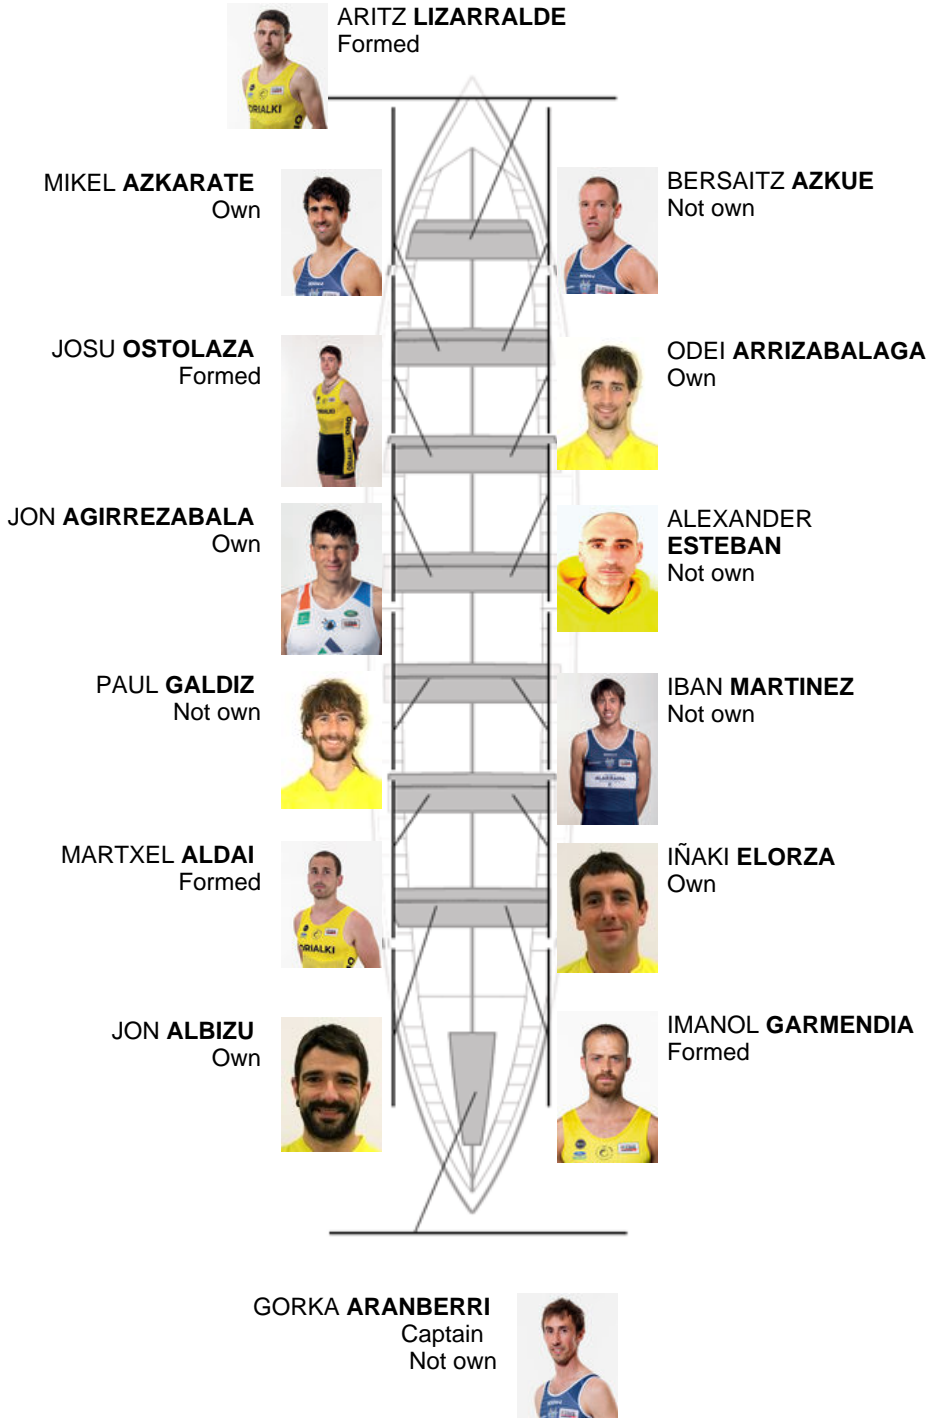 ARITZ LIZARRALDE
Formed
MIKEL AZKARATE
Own
BERSAITZ AZKUE
Not own
JOSU OSTOLAZA
Formed
ODEI ARRIZABALAGA
Own
JON AGIRREZABALA
Own
ALEXANDER
ESTEBAN
Not own
PAUL GALDIZ
Not own
IBAN MARTINEZ
Not own
MARTXEL ALDAI
Formed
IÑAKI ELORZA
Own
ORIALKI
JON ALBIZU
Own
IMANOL GARMENDIA
Formed
GORKA ARANBERRI
Captain
Not own